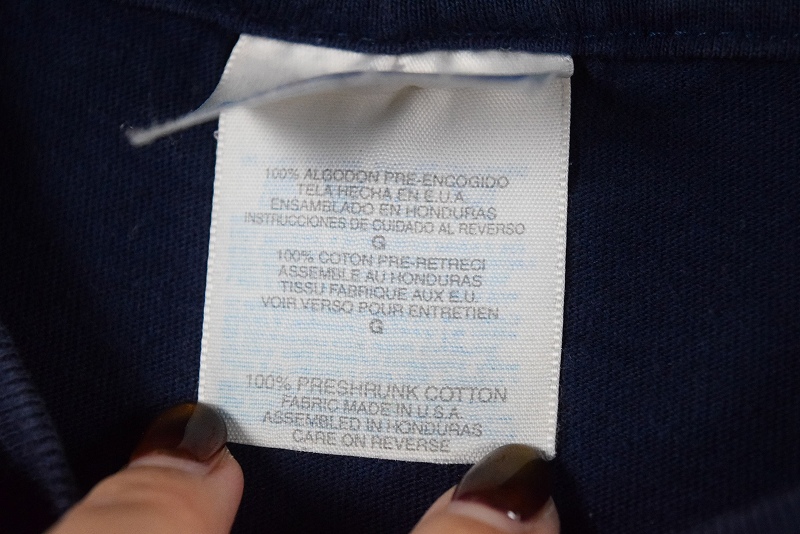 100% ALGODON PRE-ENCOGIDO
TELA HECHA EN E.U.A.
ENSAMBLADO EN HONDURAS
INSTRUCCIONES DE CUIDADO AL REVERSO
G
100% COTON PRE-RETRECI
ASSEMBLE AU HONDURAS
TISSU FABRIQUE AUX E.U.
VOIR VERSO POUR ENTRETIEN
G
100% PRESHRUNK COTTON
FABRIC MADE IN U.S.A.
ASSEMBLED IN HONDURAS
CARE ON REVERSE